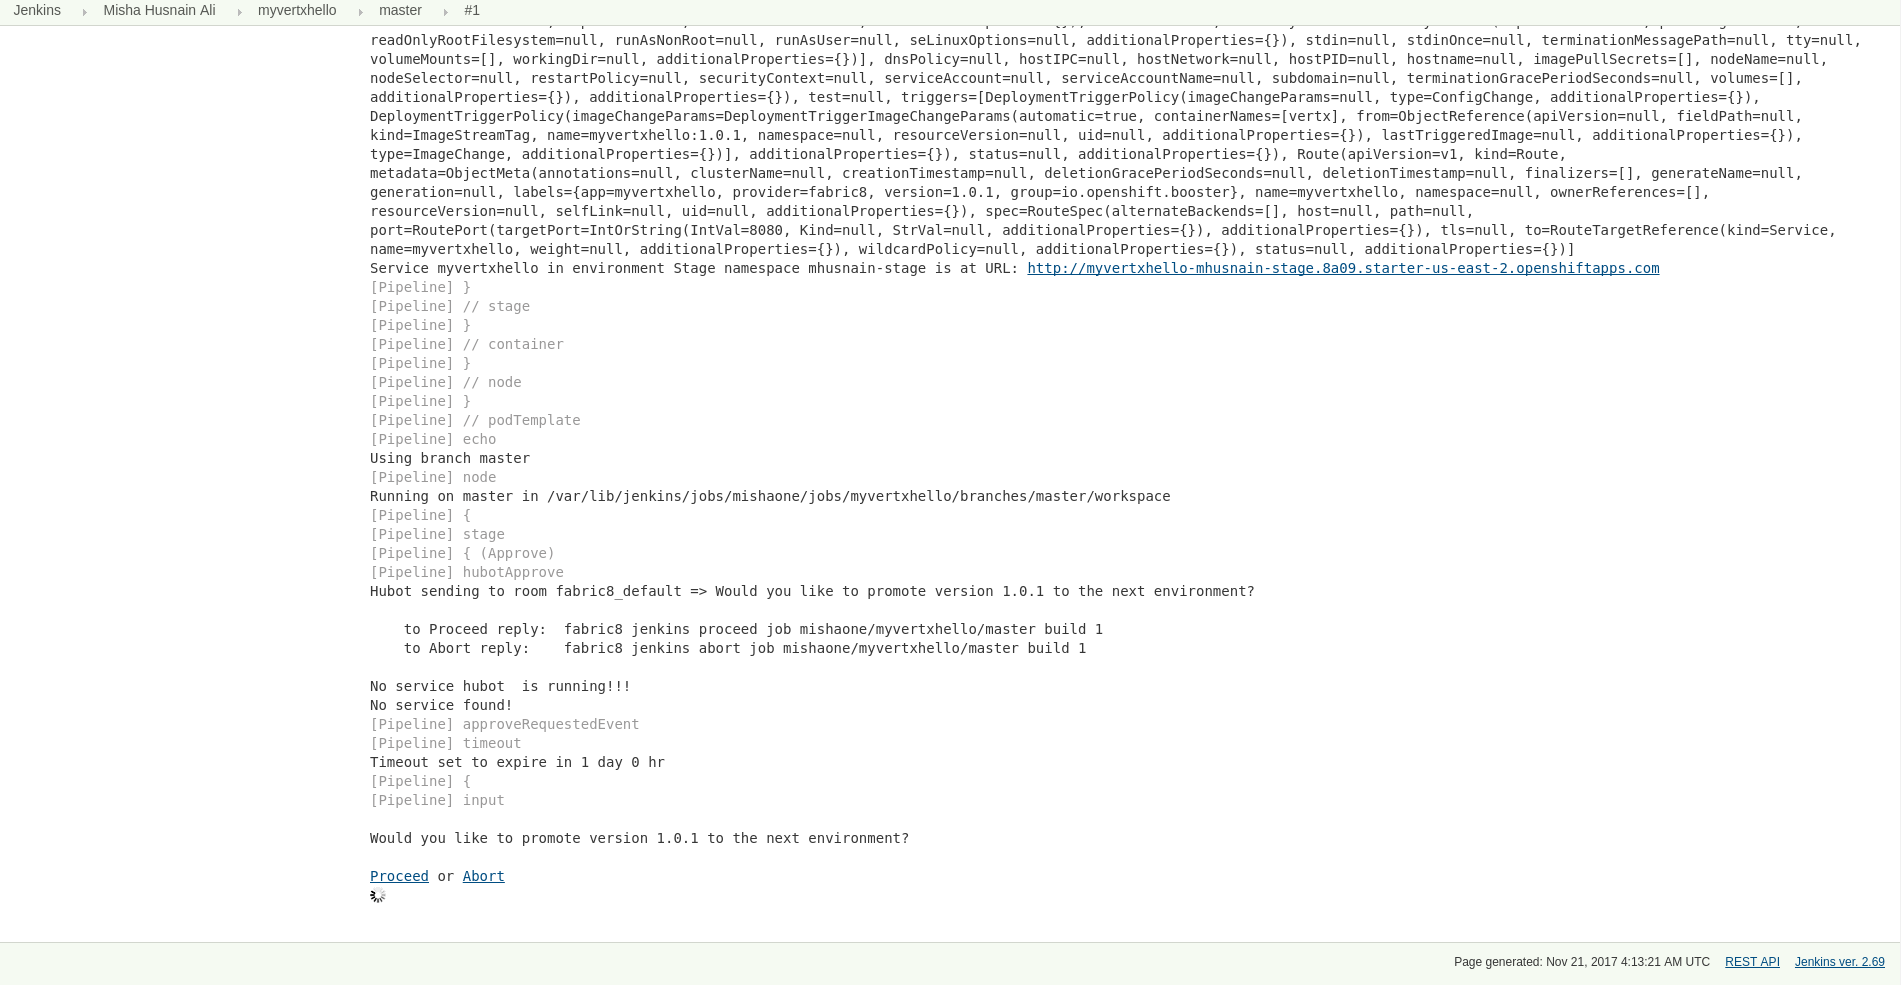 Jenkins Misha Husnain Ali myvertxhello master #1
readOnlyRootFilesystem=null, runAsNonRoot=null, runAsUser=null, seLinuxOptions=null, additionalProperties={}), stdin=null, stdinOnce=null, terminationMessagePath=null, tty=null,
volumeMounts=[], workingDir=null, additionalProperties={})], dnsPolicy=null, hostIPC=null, hostNetwork=null, hostPID=null, hostname=null, imagePullSecrets=[], nodeName=null,
nodeSelector=null, restartPolicy=null, securityContext=null, serviceAccount=null, serviceAccountName=null, subdomain=null, terminationGracePeriodSeconds=null, volumes=[],
additionalProperties={}), additionalProperties={}), test=null, triggers=[DeploymentTriggerPolicy(imageChangeParams=null, type=ConfigChange, additionalProperties={}),
DeploymentTriggerPolicy(imageChangeParams=DeploymentTriggerImageChangeParams(automatic=true, containerNames=[vertx], from=ObjectReference(apiVersion=null, fieldPath=null,
kind=ImageStreamTag, name=myvertxhello:1.0.1, namespace=null, resourceVersion=null, uid=null, additionalProperties={}), lastTriggeredImage=null, additionalProperties={}),
type=ImageChange, additionalProperties={})], additionalProperties={}), status=null, additionalProperties={}), Route(apiVersion=v1, kind=Route,
metadata=ObjectMeta(annotations=null, clusterName=null, creationTimestamp=null, deletionGracePeriodSeconds=null, deletionTimestamp=null, finalizers=[], generateName=null,
generation=null, labels={app=myvertxhello, provider=fabric8, version=1.0.1, group=io.openshift.booster}, name=myvertxhello, namespace=null, ownerReferences=[],
resourceVersion=null, selfLink=null, uid=null, additionalProperties={}), spec=RouteSpec(alternateBackends=[], host=null, path=null,
port=RoutePort(targetPort=IntOrString(IntVal=8080, Kind=null, StrVal=null, additionalProperties={}), additionalProperties={}), tls=null, to=RouteTargetReference(kind=Service,
name=myvertxhello, weight=null, additionalProperties={}), wildcardPolicy=null, additionalProperties={}), status=null, additionalProperties={})]
Service myvertxhello in environment Stage namespace mhusnain-stage is at URL: http://myvertxhello-mhusnain-stage.8a09.starter-us-east-2.openshiftapps.com
[Pipeline] }
[Pipeline] // stage
[Pipeline] }
[Pipeline] // container
[Pipeline] }
[Pipeline] // node
[Pipeline] }
[Pipeline] // podTemplate
[Pipeline] echo
Using branch master
[Pipeline] node
Running on master in /var/lib/jenkins/jobs/mishaone/jobs/myvertxhello/branches/master/workspace
[Pipeline] {
[Pipeline] stage
[Pipeline] { (Approve)
[Pipeline] hubotApprove
Hubot sending to room fabric8_default => Would you like to promote version 1.0.1 to the next environment?
to Proceed reply:  fabric8 jenkins proceed job mishaone/myvertxhello/master build 1
to Abort reply:    fabric8 jenkins abort job mishaone/myvertxhello/master build 1
No service hubot  is running!!!
No service found!
[Pipeline] approveRequestedEvent
[Pipeline] timeout
Timeout set to expire in 1 day 0 hr
[Pipeline] {
[Pipeline] input
Would you like to promote version 1.0.1 to the next environment?
Proceed or Abort
Page generated: Nov 21, 2017 4:13:21 AM UTC REST API Jenkins ver. 2.69